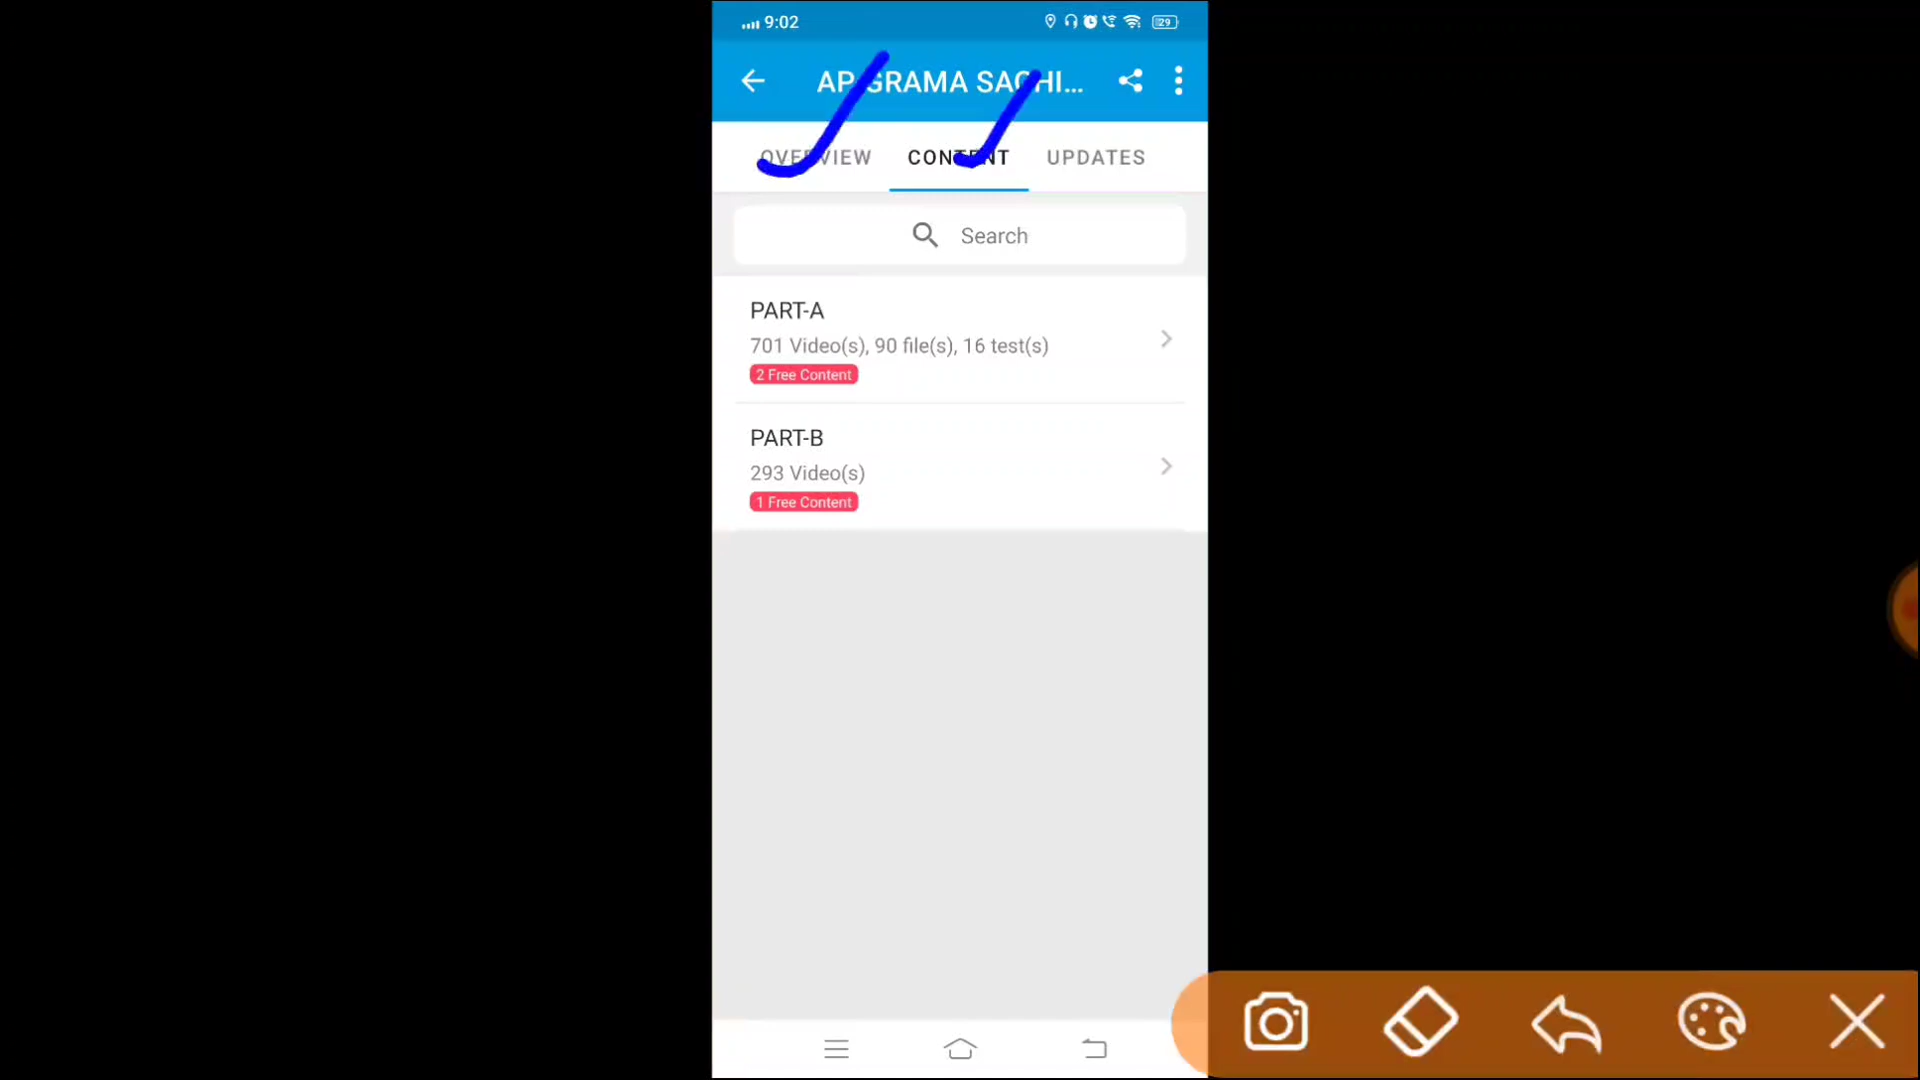 9:02
29
AP-GRAMA SACHI...
OVERVIEW CONTENT UPDATES
Search
PART-A
701 Video(s), 90 file(s), 16 test(s)
2 Free Content
PART-B
293 Video(s)
1 Free Content